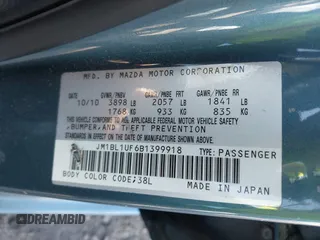 MFD. BY MAZDA MOTOR CORPORATION
GVWR/PNBV GAWR/PNBE FRT GAWR/PNBE RR
10/10 3898 LB 2057 LB 1841 LB
1768 KG 933 KG 835 KG
THIS VEHICLE CONFORMS TO ALL APPLICABLE FEDERAL MOTOR VEHICLE SAFETY
, BUMPER, AND THEFT PREVENTION
STANDARDS IN EFFECT ON THE DATE OF MANUFACTURE SHOWN ABOVE.
JM1BL1UF6B1399918 TYPE:PASSENGER
BODY COLOR CODE:38L MADE IN JAPAN
DREAMBID